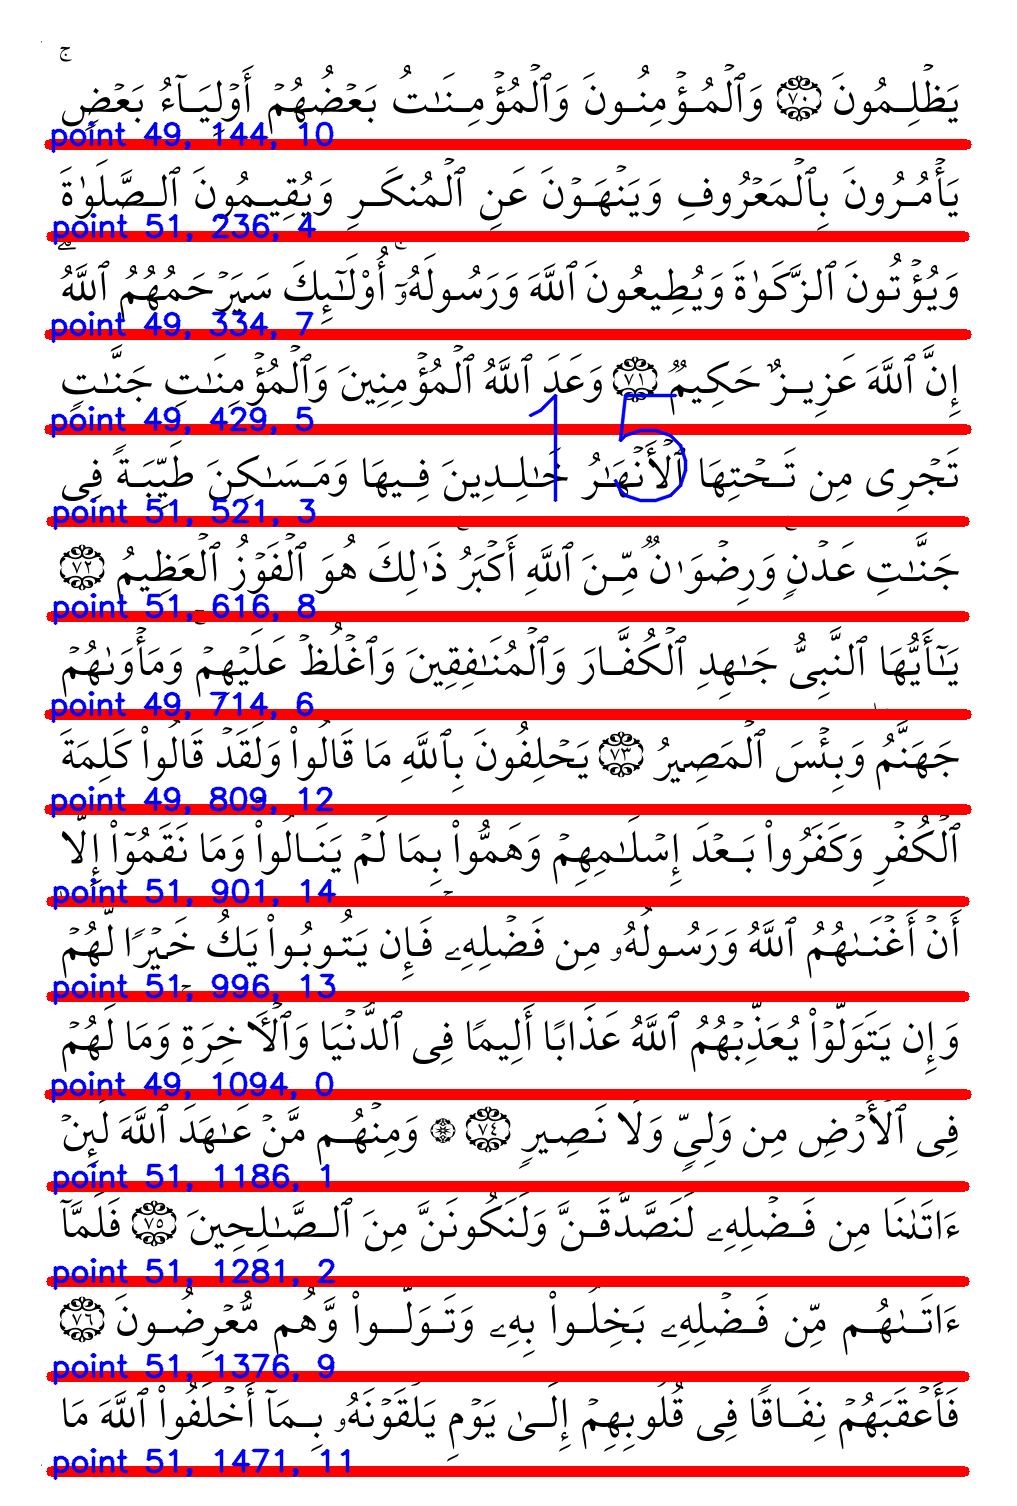 ج
يَظْلِمُونَ ٧٠ وَٱلْمُؤْمِنُونَ وَٱلْمُؤْمِنَـٰتُ بَعْضُهُمْ أَوْلِيَآءُ بَعْضٍ
point 49, 144, 10
يَأْمُرُونَ بِٱلْمَعْرُوفِ وَيَنْهَوْنَ عَنِ ٱلْمُنكَرِ وَيُقِيمُونَ ٱلصَّلَوٰةَ
point 51, 236, 4
وَيُؤْتُونَ ٱلزَّكَوٰةَ وَيُطِيعُونَ ٱللَّهَ وَرَسُولَهُۥٓ ۚ أُو۟لَـٰٓئِكَ سَيَرْحَمُهُمُ ٱللَّهُ ۗ
point 49, 334, 7
إِنَّ ٱللَّهَ عَزِيزٌ حَكِيمٌ ٧١ وَعَدَ ٱللَّهُ ٱلْمُؤْمِنِينَ وَٱلْمُؤْمِنَـٰتِ جَنَّـٰتٍ
point 49, 429, 5
15
تَجْرِى مِن تَحْتِهَا ٱلْأَنْهَـٰرُ خَـٰلِدِينَ فِيهَا وَمَسَـٰكِنَ طَيِّبَةً فِى
point 51, 521, 3
جَنَّـٰتِ عَدْنٍ ۚ وَرِضْوَٰنٌ مِّنَ ٱللَّهِ أَكْبَرُ ۚ ذَٰلِكَ هُوَ ٱلْفَوْزُ ٱلْعَظِيمُ ٧٢
point 51, 616, 8
يَـٰٓأَيُّهَا ٱلنَّبِىُّ جَـٰهِدِ ٱلْكُفَّارَ وَٱلْمُنَـٰفِقِينَ وَٱغْلُظْ عَلَيْهِمْ ۚ وَمَأْوَىٰهُمْ
point 49, 714, 6
جَهَنَّمُ ۖ وَبِئْسَ ٱلْمَصِيرُ ٧٣ يَحْلِفُونَ بِٱللَّهِ مَا قَالُوا۟ وَلَقَدْ قَالُوا۟ كَلِمَةَ
point 49, 809, 12
ٱلْكُفْرِ وَكَفَرُوا۟ بَعْدَ إِسْلَـٰمِهِمْ وَهَمُّوا۟ بِمَا لَمْ يَنَالُوا۟ ۚ وَمَا نَقَمُوٓا۟ إِلَّآ
point 51, 901, 14
أَنْ أَغْنَىٰهُمُ ٱللَّهُ وَرَسُولُهُۥ مِن فَضْلِهِۦ ۚ فَإِن يَتُوبُوا۟ يَكُ خَيْرًا لَّهُمْ ۖ
point 51, 996, 13
وَإِن يَتَوَلَّوْا۟ يُعَذِّبْهُمُ ٱللَّهُ عَذَابًا أَلِيمًا فِى ٱلدُّنْيَا وَٱلْـَٔاخِرَةِ ۚ وَمَا لَهُمْ
point 49, 1094, 0
فِى ٱلْأَرْضِ مِن وَلِىٍّ وَلَا نَصِيرٍ ٧٤ ۞ وَمِنْهُم مَّنْ عَـٰهَدَ ٱللَّهَ لَئِنْ
point 51, 1186, 1
ءَاتَىٰنَا مِن فَضْلِهِۦ لَنَصَّدَّقَنَّ وَلَنَكُونَنَّ مِنَ ٱلصَّـٰلِحِينَ ٧٥ فَلَمَّآ
point 51, 1281, 2
ءَاتَىٰهُم مِّن فَضْلِهِۦ بَخِلُوا۟ بِهِۦ وَتَوَلَّوا۟ وَّهُم مُّعْرِضُونَ ٧٦
point 51, 1376, 9
فَأَعْقَبَهُمْ نِفَاقًا فِى قُلُوبِهِمْ إِلَىٰ يَوْمِ يَلْقَوْنَهُۥ بِمَآ أَخْلَفُوا۟ ٱللَّهَ مَا
point 51, 1471, 11